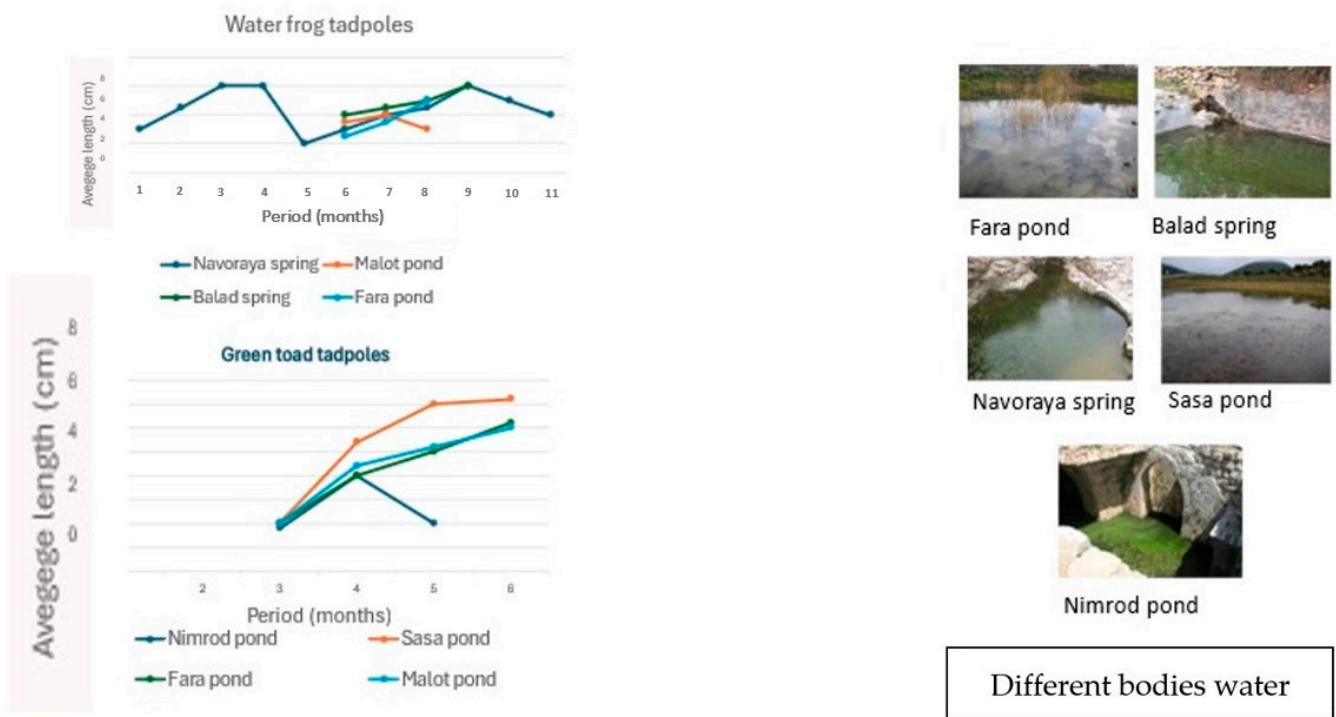 Water frog tadpoles
Avegege length (cm)
8
6
4
2
0
1 2 3 4 5 6 7 8 9 10 11
Period (months)
Navoraya spring Malot pond
Balad spring Fara pond
Avegege length (cm)
Green toad tadpoles
8
6
4
2
0
2 3 4 5 6
Period (months)
Nimrod pond Sasa pond
Fara pond Malot pond
Fara pond Balad spring
Navoraya spring Sasa pond
Nimrod pond
Different bodies water